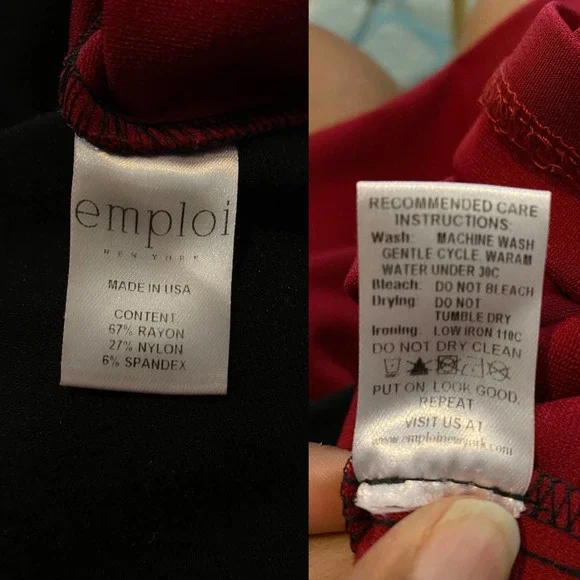 emploi
NEW YORK
MADE IN USA
CONTENT
67% RAYON
27% NYLON
6% SPANDEX
RECOMMENDED CARE
INSTRUCTIONS:
Wash: MACHINE WASH
GENTLE CYCLE, WARAM
WATER UNDER 30C
Bleach: DO NOT BLEACH
Drying: DO NOT
TUMBLE DRY
Ironing: LOW IRON 110C
DO NOT DRY CLEAN
PUT ON, LOOK GOOD,
REPEAT
VISIT US AT
www.emploinewyork.com